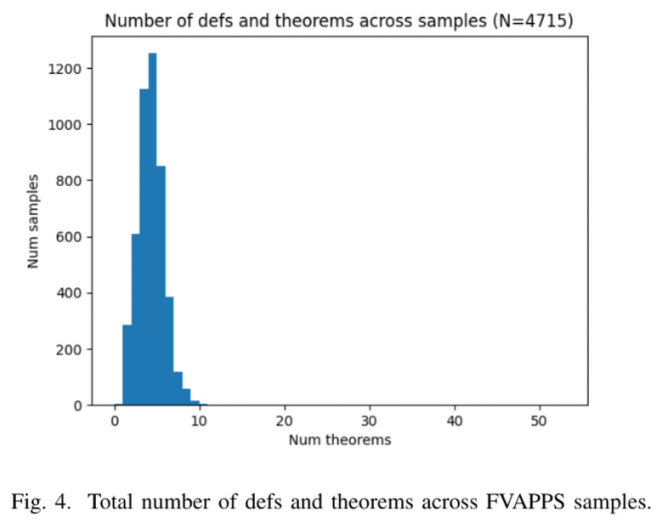 Number of defs and theorems across samples (N=4715)
Num samples
1200
1000
800
600
400
200
0
0 10 20 30 40 50
Num theorems
Fig. 4. Total number of defs and theorems across FVAPPS samples.